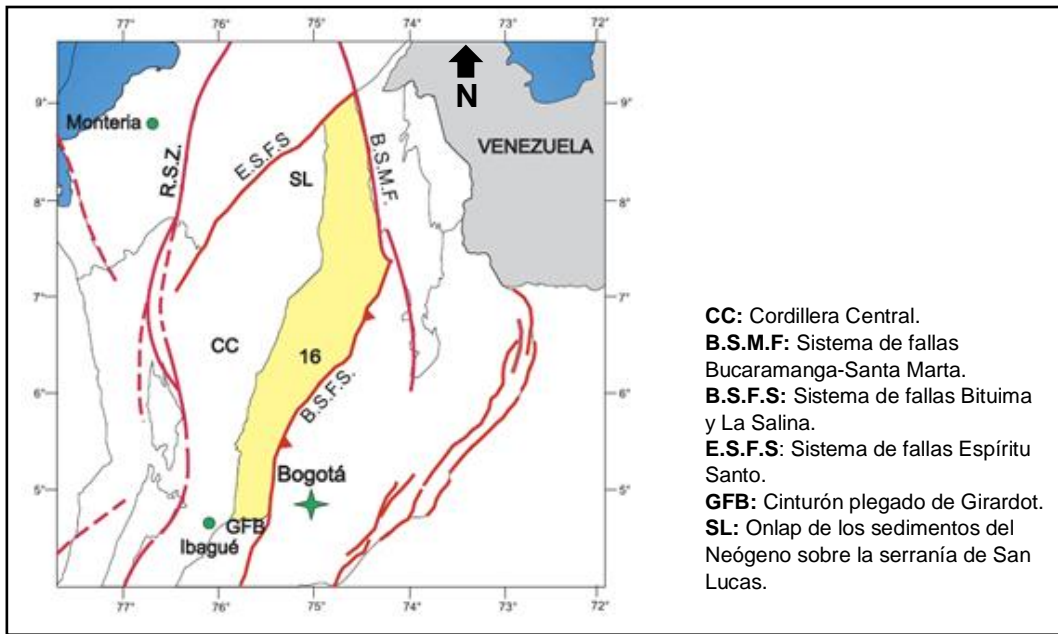 77° 76° 75° 74° 73° 72°
9°
8°
7°
6°
5°
N
Monteria
R.S.Z.
E.S.F.S
SL
B.S.M.F.
VENEZUELA
CC
16
B.S.F.S.
Bogotá
GFB
Ibagué
9°
8°
7°
6°
5°
77° 76° 75° 74° 73° 72°
CC: Cordillera Central.
B.S.M.F: Sistema de fallas
Bucaramanga-Santa Marta.
B.S.F.S: Sistema de fallas Bituima
y La Salina.
E.S.F.S: Sistema de fallas Espíritu
Santo.
GFB: Cinturón plegado de Girardot.
SL: Onlap de los sedimentos del
Neógeno sobre la serranía de San
Lucas.